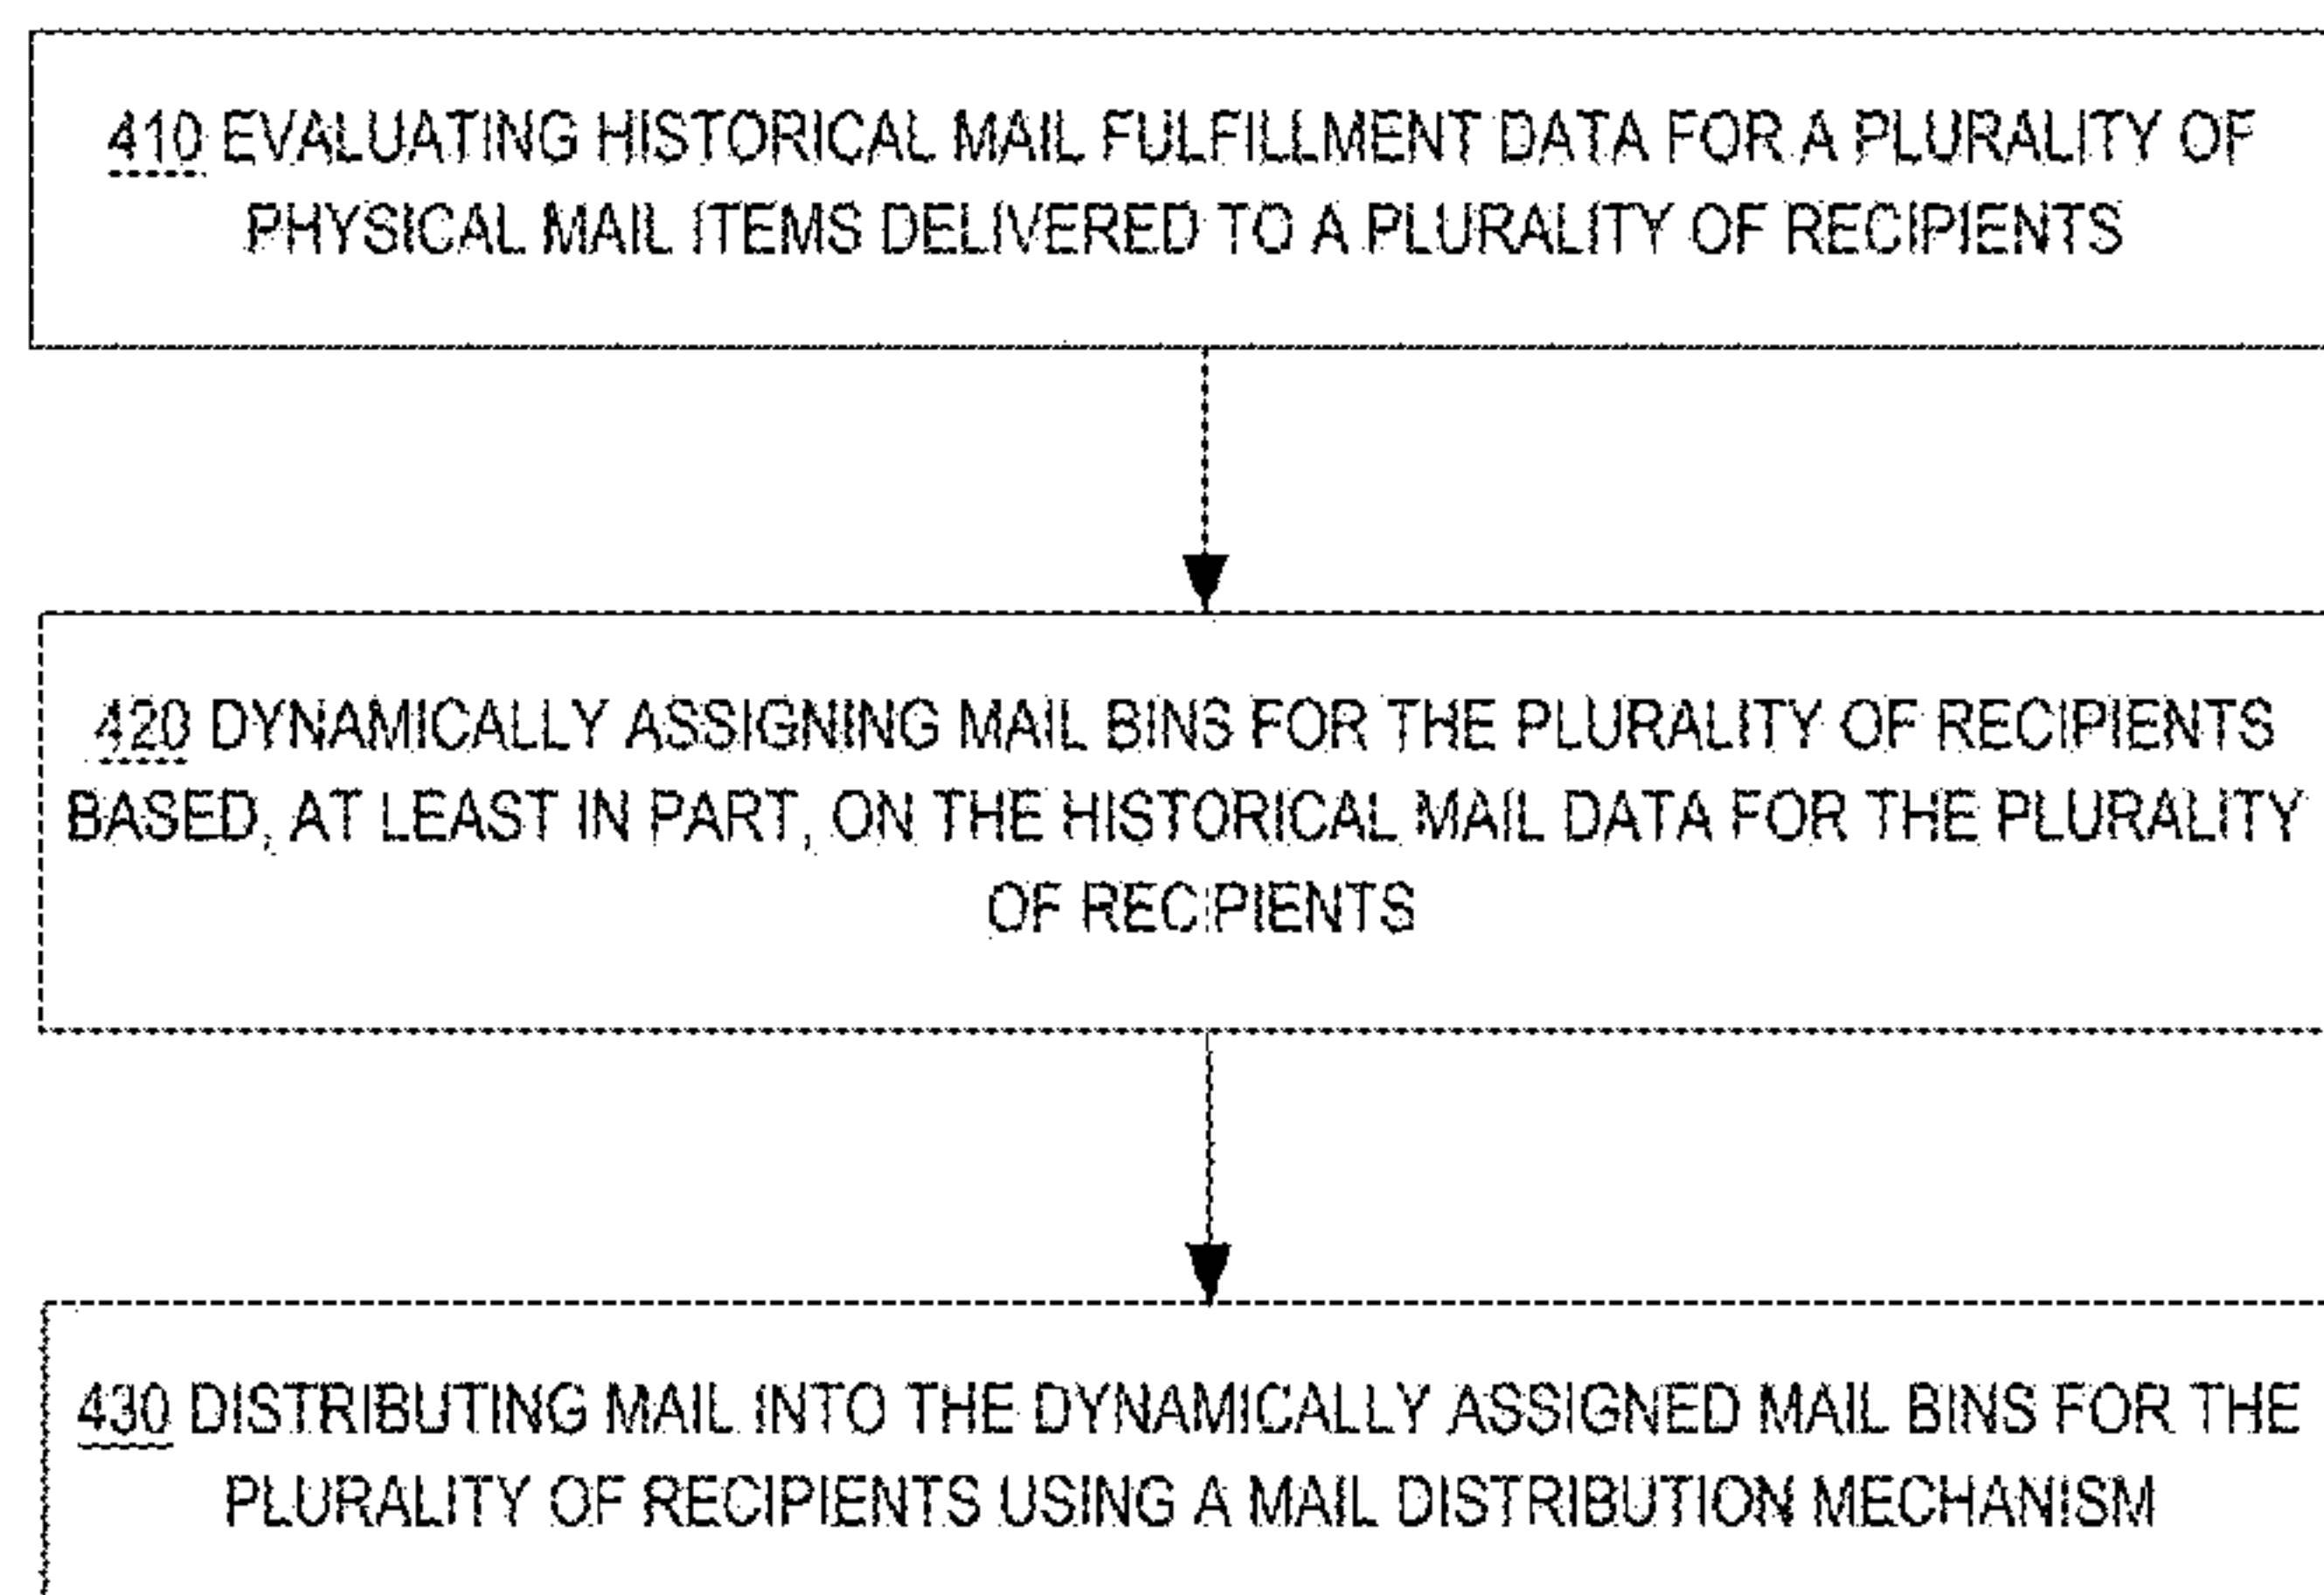 410 EVALUATING HISTORICAL MAIL FULFILLMENT DATA FOR A PLURALITY OF
PHYSICAL MAIL ITEMS DELIVERED TO A PLURALITY OF RECIPIENTS
420 DYNAMICALLY ASSIGNING MAIL BINS FOR THE PLURALITY OF RECIPIENTS
BASED, AT LEAST IN PART, ON THE HISTORICAL MAIL DATA FOR THE PLURALITY
OF RECIPIENTS
430 DISTRIBUTING MAIL INTO THE DYNAMICALLY ASSIGNED MAIL BINS FOR THE
PLURALITY OF RECIPIENTS USING A MAIL DISTRIBUTION MECHANISM